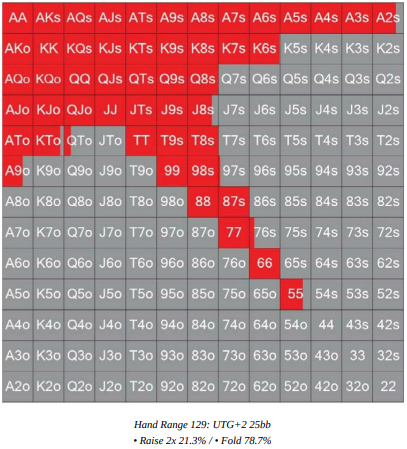 AA AKs AQs AJs ATs A9s A8s A7s A6s A5s A4s A3s A2s
AKo KK KQs KJs KTs K9s K8s K7s K6s K5s K4s K3s K2s
AQo KQo QQ QJs QTs Q9s Q8s Q7s Q6s Q5s Q4s Q3s Q2s
AJo KJo QJo JJ JTs J9s J8s J7s J6s J5s J4s J3s J2s
ATo KTo QTo JTo TT T9s T8s T7s T6s T5s T4s T3s T2s
A9o K9o Q9o J9o T9o 99 98s 97s 96s 95s 94s 93s 92s
A8o K8o Q8o J8o T8o 98o 88 87s 86s 85s 84s 83s 82s
A7o K7o Q7o J7o T7o 97o 87o 77 76s 75s 74s 73s 72s
A6o K6o Q6o J6o T6o 96o 86o 76o 66 65s 64s 63s 62s
A5o K5o Q5o J5o T5o 95o 85o 75o 65o 55 54s 53s 52s
A4o K4o Q4o J4o T4o 94o 84o 74o 64o 54o 44 43s 42s
A3o K3o Q3o J3o T3o 93o 83o 73o 63o 53o 43o 33 32s
A2o K2o Q2o J2o T2o 92o 82o 72o 62o 52o 42o 32o 22
Hand Range 129: UTG+2 25bb
• Raise 2x 21.3% / • Fold 78.7%